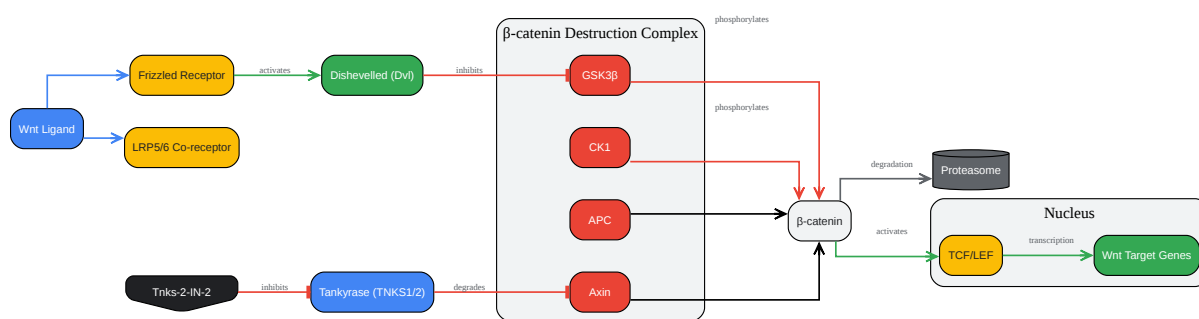 phosphorylates
β-catenin Destruction Complex
Frizzled Receptor
activates
Dishevelled (Dvl)
inhibits
GSK3β
phosphorylates
Wnt Ligand
LRP5/6 Co-receptor
CK1
degradation
Proteasome
APC
β-catenin
activates
Nucleus
TCF/LEF
transcription
Wnt Target Genes
Tnks-2-IN-2
inhibits
Tankyrase (TNKS1/2)
degrades
Axin